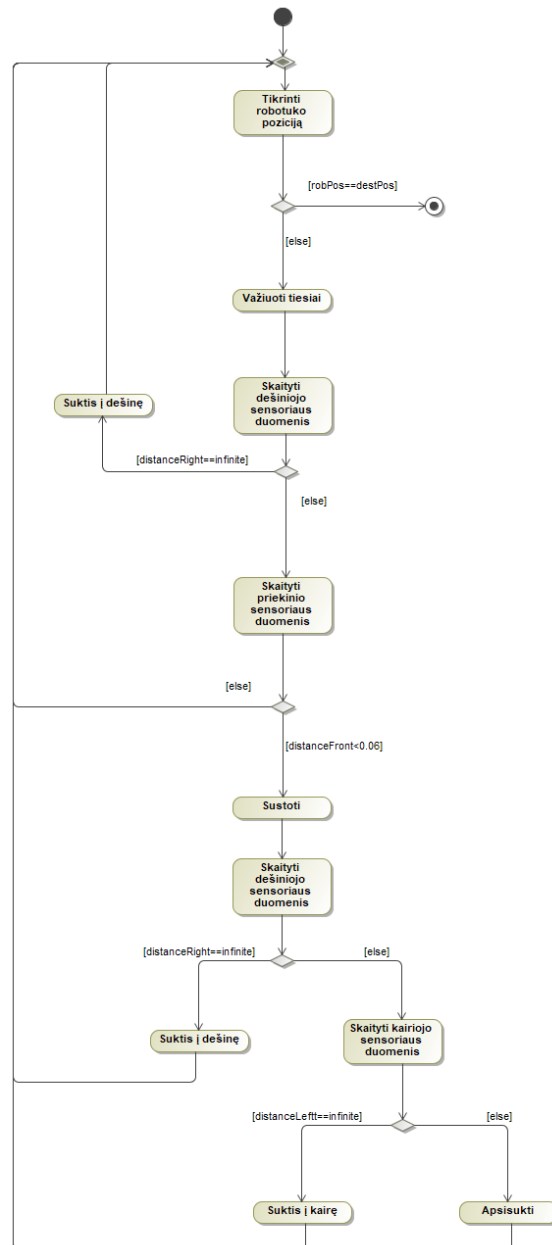 Tikrinti
robotuko
poziciją
[robPos==destPos]
[else]
Važiuoti tiesiai
Skaityti
dešiniojo
sensoriaus
duomenis
Suktis į dešinę
[distanceRight==infinite]
[else]
Skaityti
priekinio
sensoriaus
duomenis
[else]
[distanceFront<0.06]
Sustoti
Skaityti
dešiniojo
sensoriaus
duomenis
[distanceRight==infinite]
[else]
Suktis į dešinę
Skaityti kairiojo
sensoriaus
duomenis
[distanceLeftt==infinite]
[else]
Suktis į kairę
Apsisukti